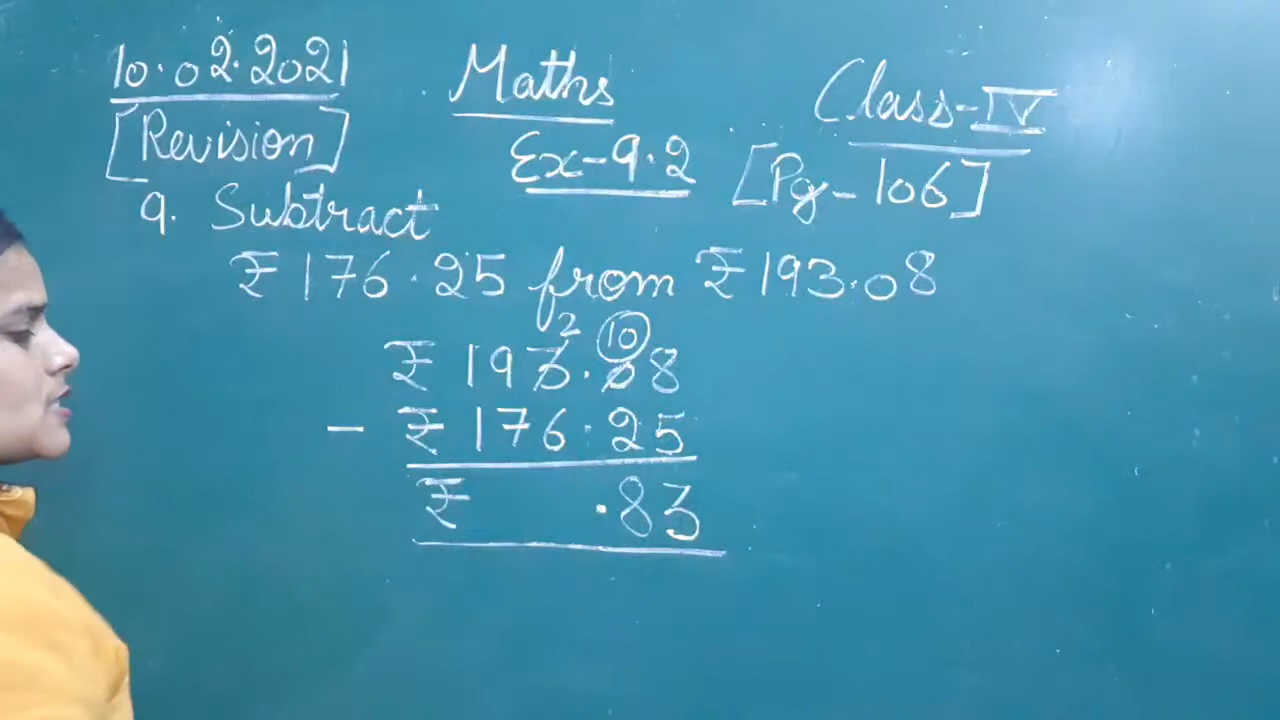 10.02.2021 Maths Class-IV
[Revision] Ex-9.2 [Pg-106]
9. Subtract
₹176.25 from ₹193.08
2 10
₹ 193.08
- ₹ 176.25
₹ .83